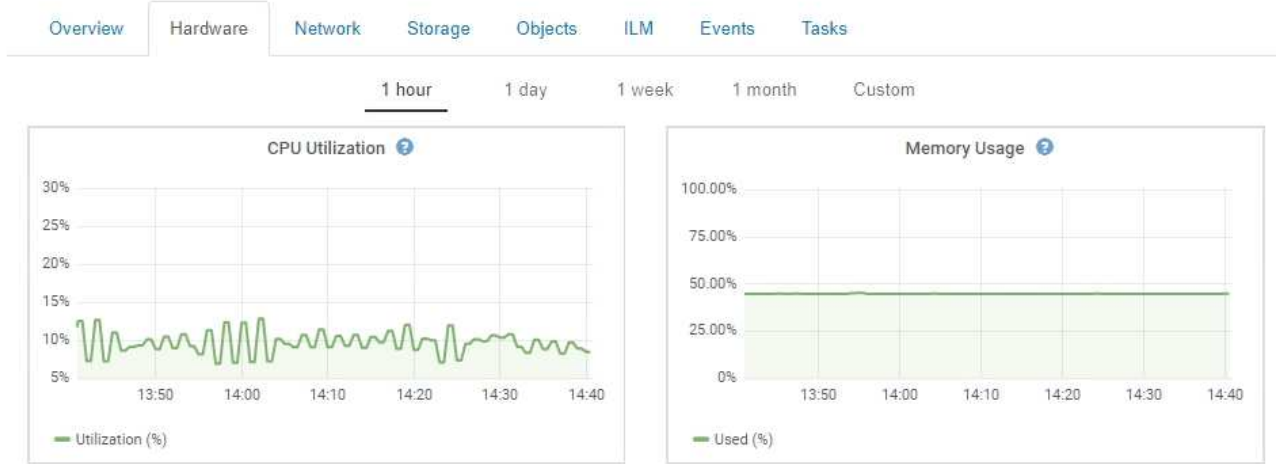 Overview Hardware Network Storage Objects ILM Events Tasks
1 hour 1 day 1 week 1 month Custom
CPU Utilization ?
30%
25%
20%
15%
10%
5%
13:50 14:00 14:10 14:20 14:30 14:40
Utilization (%)
Memory Usage ?
100.00%
75.00%
50.00%
25.00%
0%
13:50 14:00 14:10 14:20 14:30 14:40
Used (%)